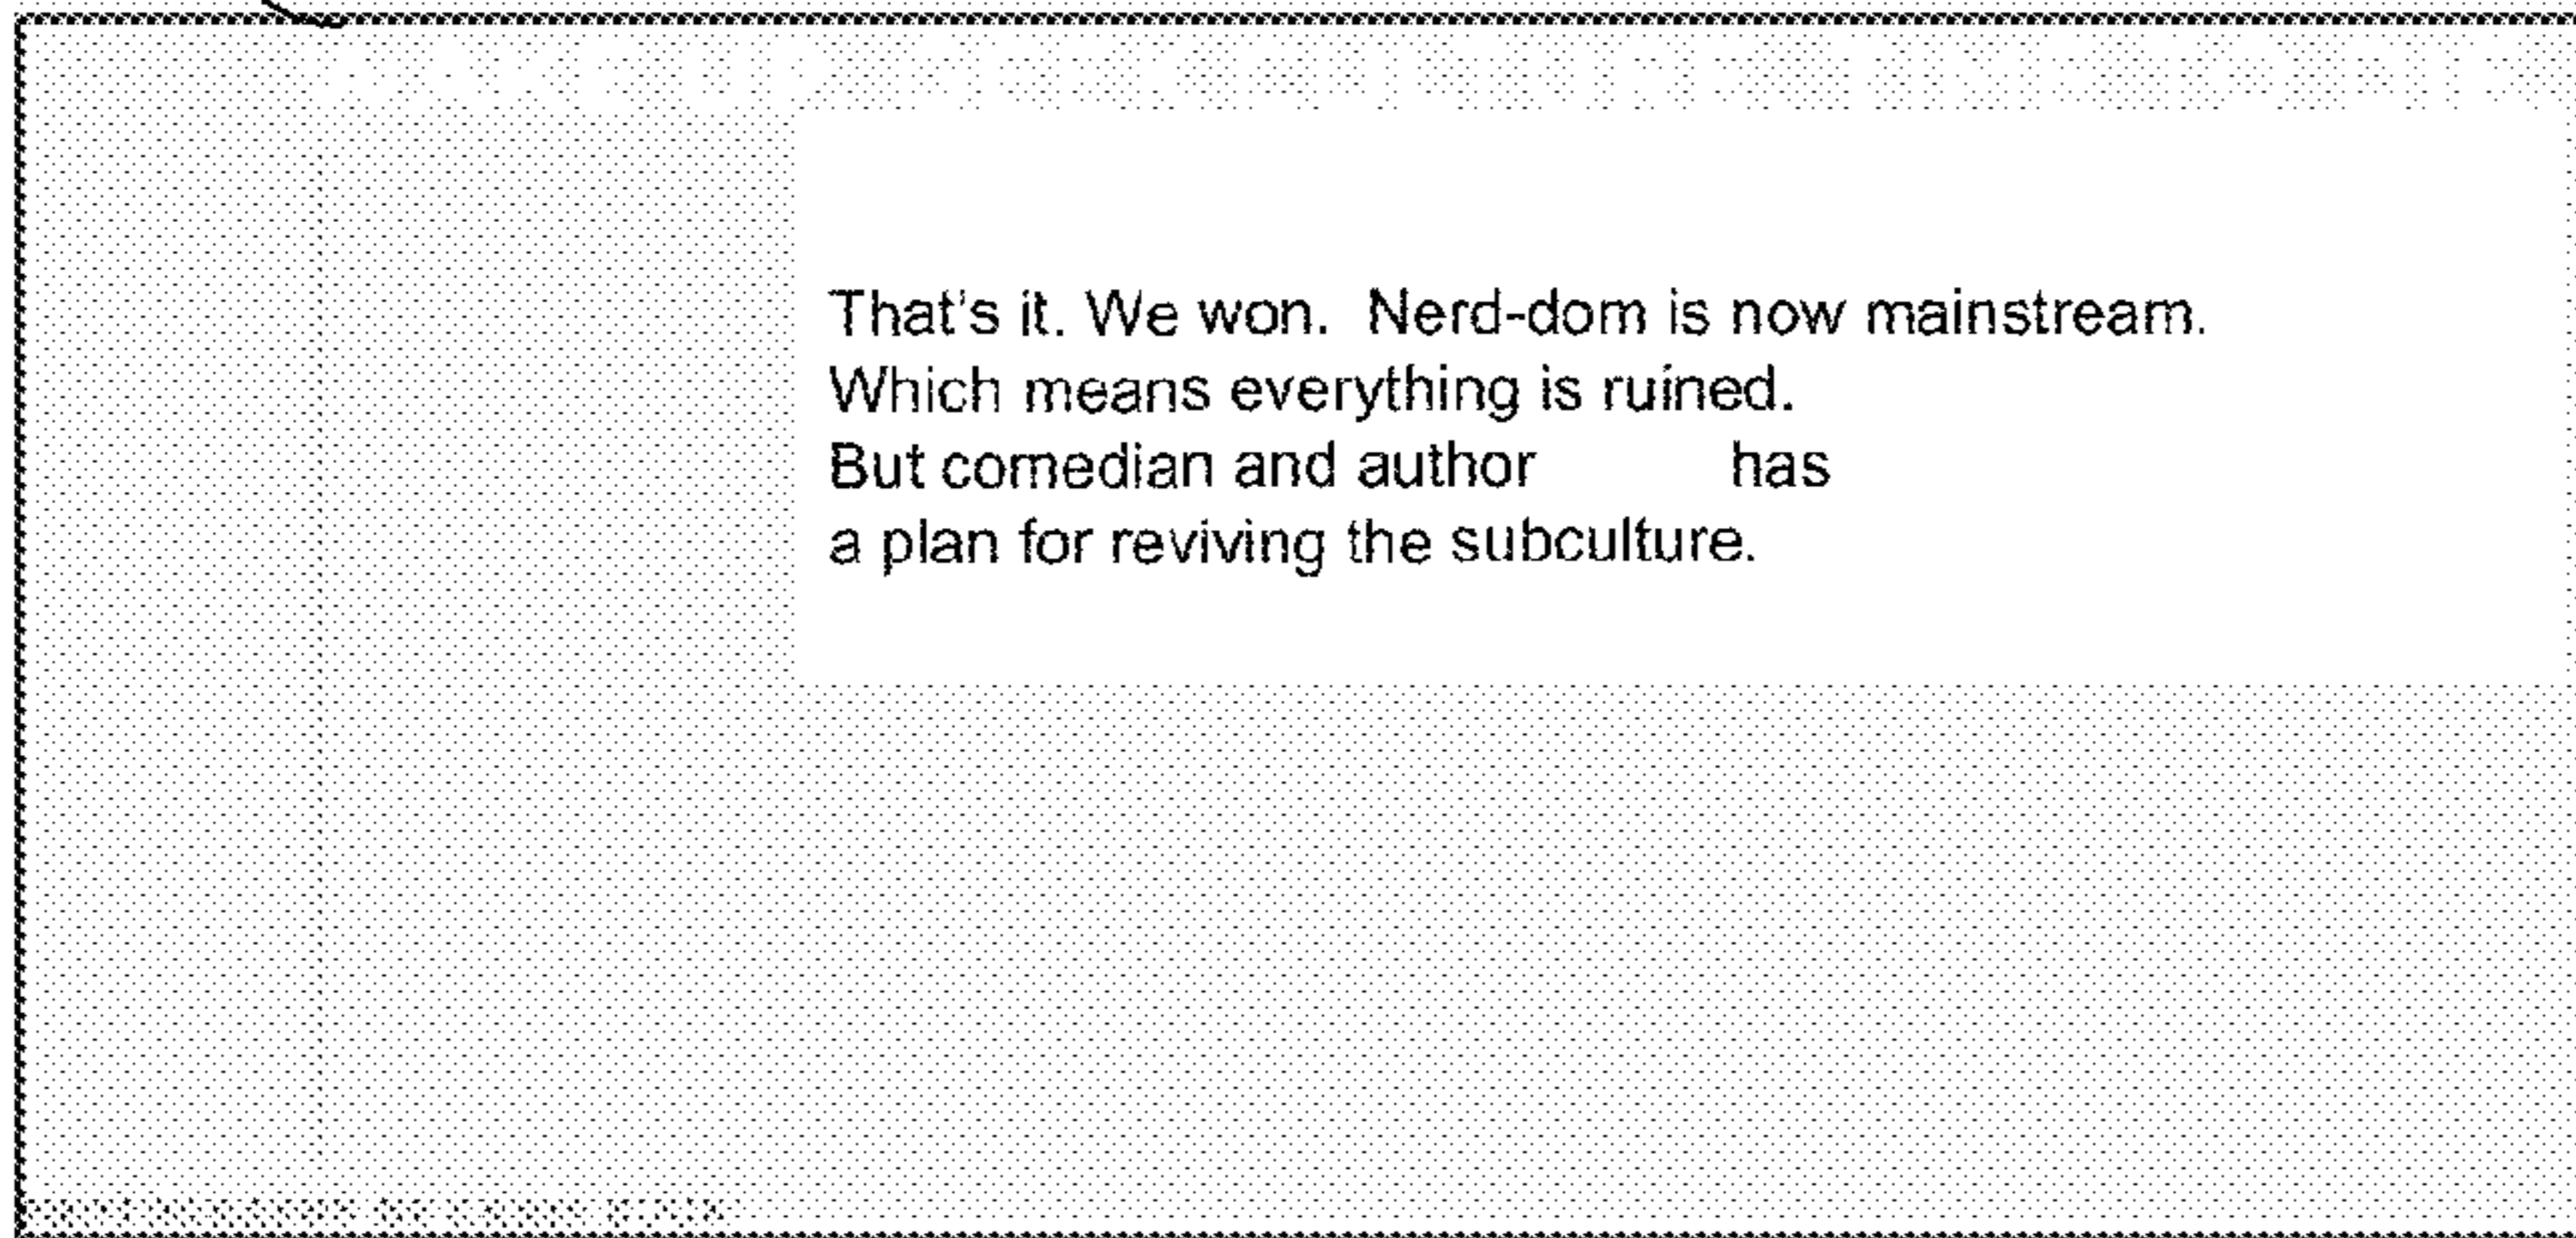 That's it. We won.  Nerd-dom is now mainstream.
Which means everything is ruined.
But comedian and author has
a plan for reviving the subculture.